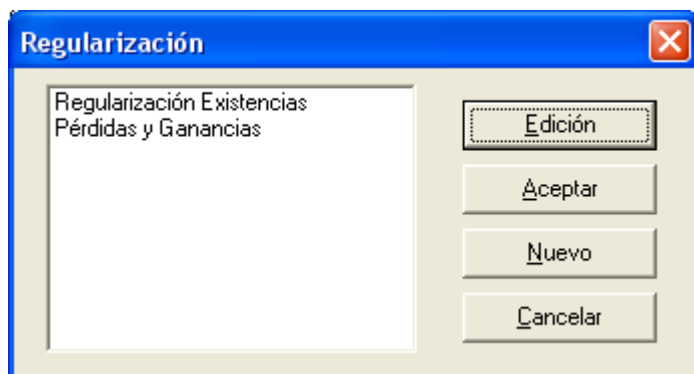 Regularización
Regularización Existencias
Pérdidas y Ganancias
Edición
Aceptar
Nuevo
Cancelar